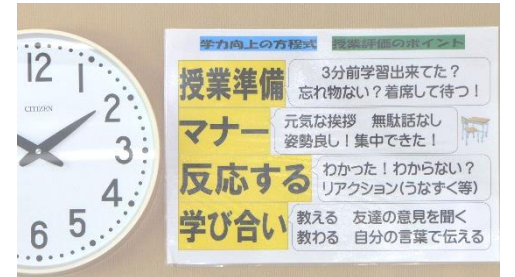 12
1
2
3
4
5
6
CITIZEN
学力向上の方程式 授業評価のポイント
授業準備
3分前学習出来てた？
忘れ物ない？着席して待つ！
マナー
元気な挨拶 無駄話なし
姿勢良し！集中できた！
反応する
わかった！わからない？
リアクション(うなずく等)
学び合い
教える 友達の意見を聞く
教わる 自分の言葉で伝える